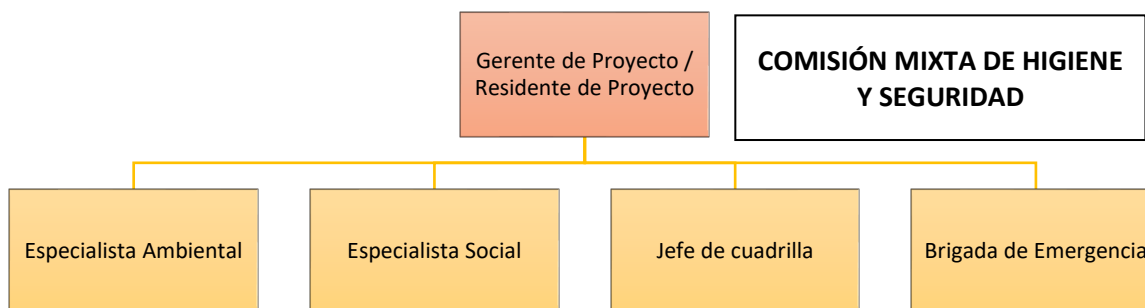 Gerente de Proyecto /
Residente de Proyecto
COMISIÓN MIXTA DE HIGIENE
Y SEGURIDAD
Especialista Ambiental
Especialista Social
Jefe de cuadrilla
Brigada de Emergencia